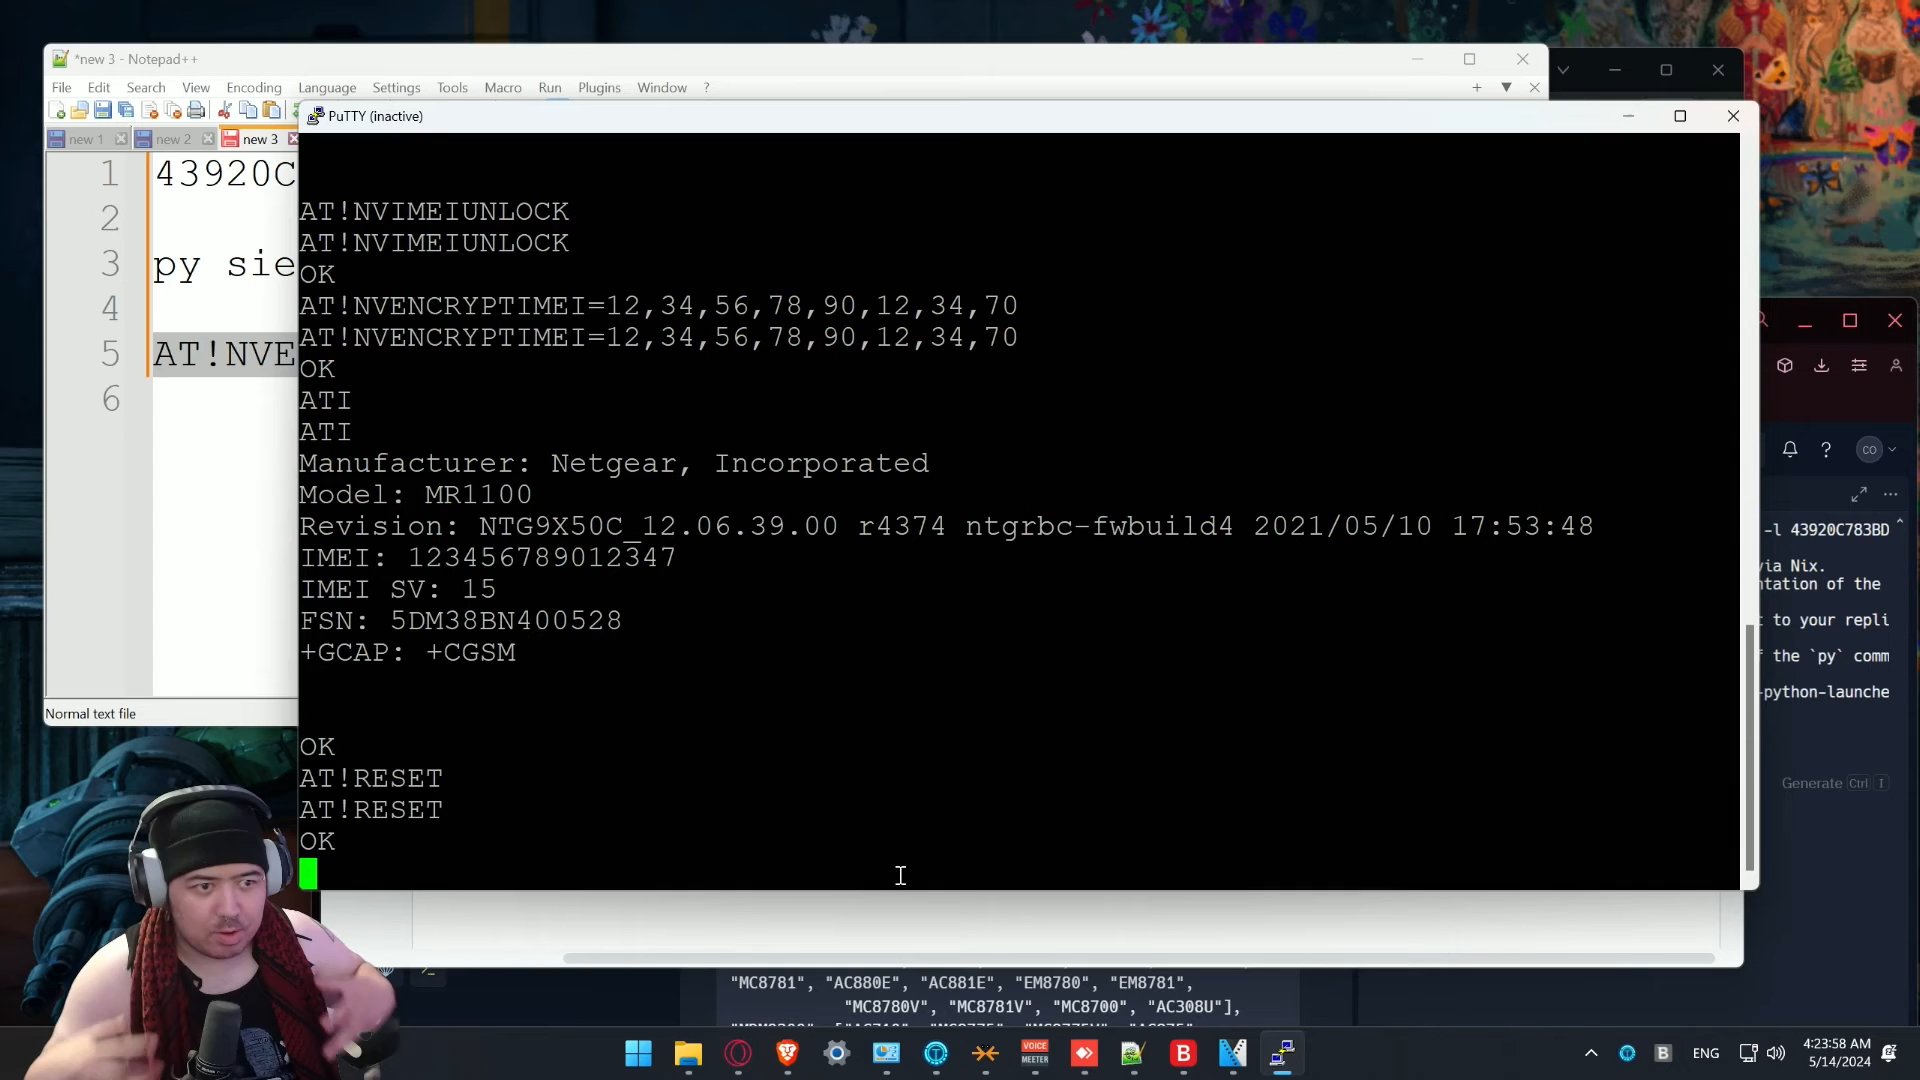 *new 3 - Notepad++
File Edit Search View Encoding Language Settings Tools Macro Run Plugins Window ?
PuTTY (inactive)
new 1 new 2 new 3
1 43920C
2
3 py sie
4
5 AT!NVE
6
Normal text file
AT!NVIMEIUNLOCK
AT!NVIMEIUNLOCK
OK
AT!NVENCRYPTIMEI=12,34,56,78,90,12,34,70
AT!NVENCRYPTIMEI=12,34,56,78,90,12,34,70
OK
ATI
ATI
Manufacturer: Netgear, Incorporated
Model: MR1100
Revision: NTG9X50C_12.06.39.00 r4374 ntgrbc-fwbuild4 2021/05/10 17:53:48
IMEI: 123456789012347
IMEI SV: 15
FSN: 5DM38BN400528
+GCAP: +CGSM
OK
AT!RESET
AT!RESET
OK
CO
-l 43920C783BD
via Nix.
ntation of the
t to your repli
f the `py` comm
-python-launche
Generate Ctrl I
"MC8781", "AC880E", "AC881E", "EM8780", "EM8781",
"MC8780V", "MC8781V", "MC8700", "AC308U"],
VOICE
MEETER
B
B
ENG
4:23:58 AM
5/14/2024